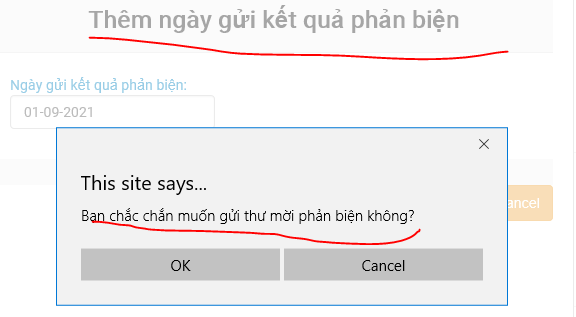 Thêm ngày gửi kết quả phản biện
Ngày gửi kết quả phản biện:
01-09-2021
This site says...
Bạn chắc chắn muốn gửi thư mời phản biện không?
OK
Cancel
ancel